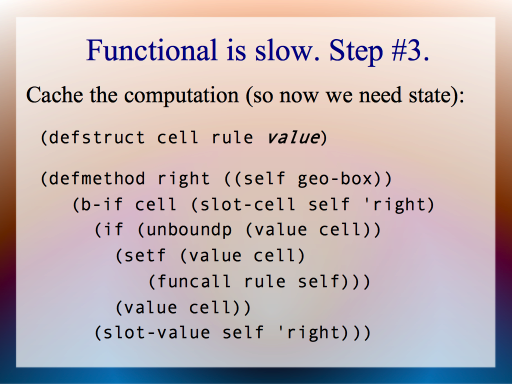 Functional is slow. Step #3.
Cache the computation (so now we need state):
(defstruct cell rule value)
(defmethod right ((self geo-box))
(b-if cell (slot-cell self 'right)
(if (unboundp (value cell))
(setf (value cell)
(funcall rule self)))
(value cell))
(slot-value self 'right)))